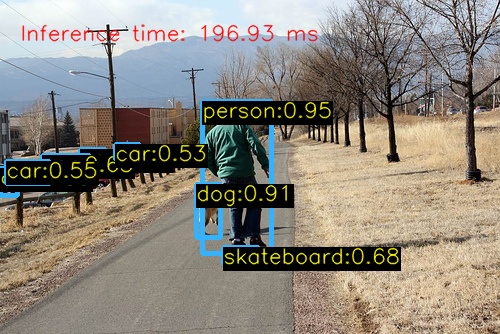 Inference time: 196.93 ms
person:0.95
car:0.53
car:0.55
dog:0.91
skateboard:0.68